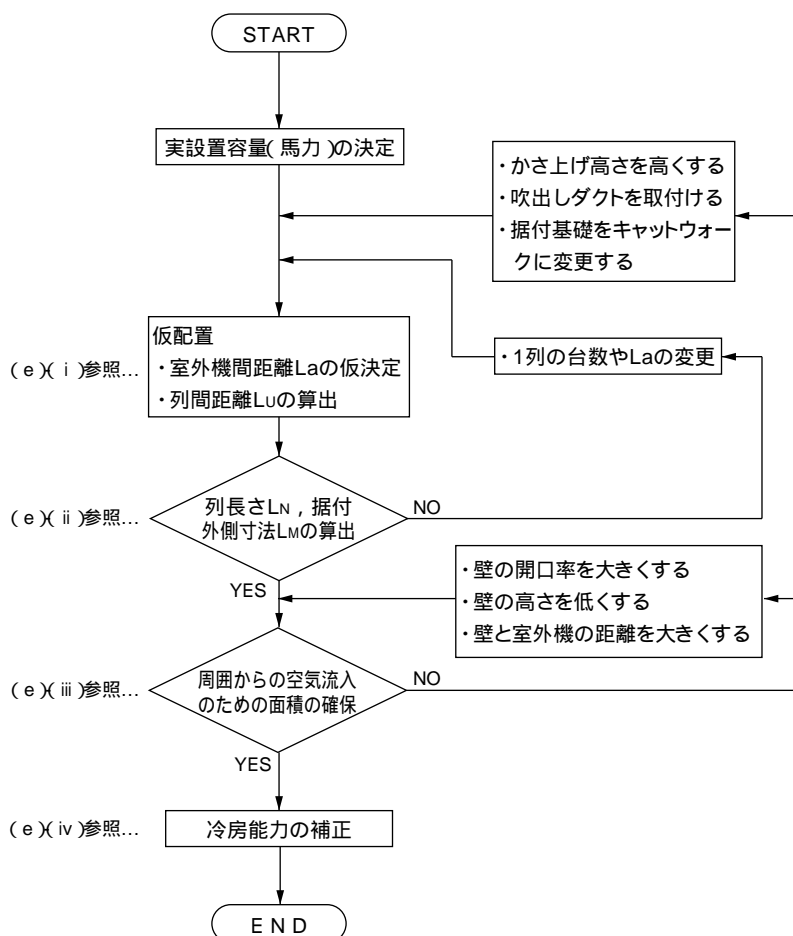 START
実設置容量(馬力)の決定
・かさ上げ高さを高くする
・吹出しダクトを取付ける
・据付基礎をキャットウォー
クに変更する
仮配置
・室外機間距離Laの仮決定
・列間距離LUの算出
(e)(i)参照…
・1列の台数やLaの変更
列長さLN，据付
外側寸法LMの算出
(e)(ii)参照…
NO
YES
・壁の開口率を大きくする
・壁の高さを低くする
・壁と室外機の距離を大きくする
周囲からの空気流入
のための面積の確保
(e)(iii)参照…
NO
YES
(e)(iv)参照…
冷房能力の補正
END